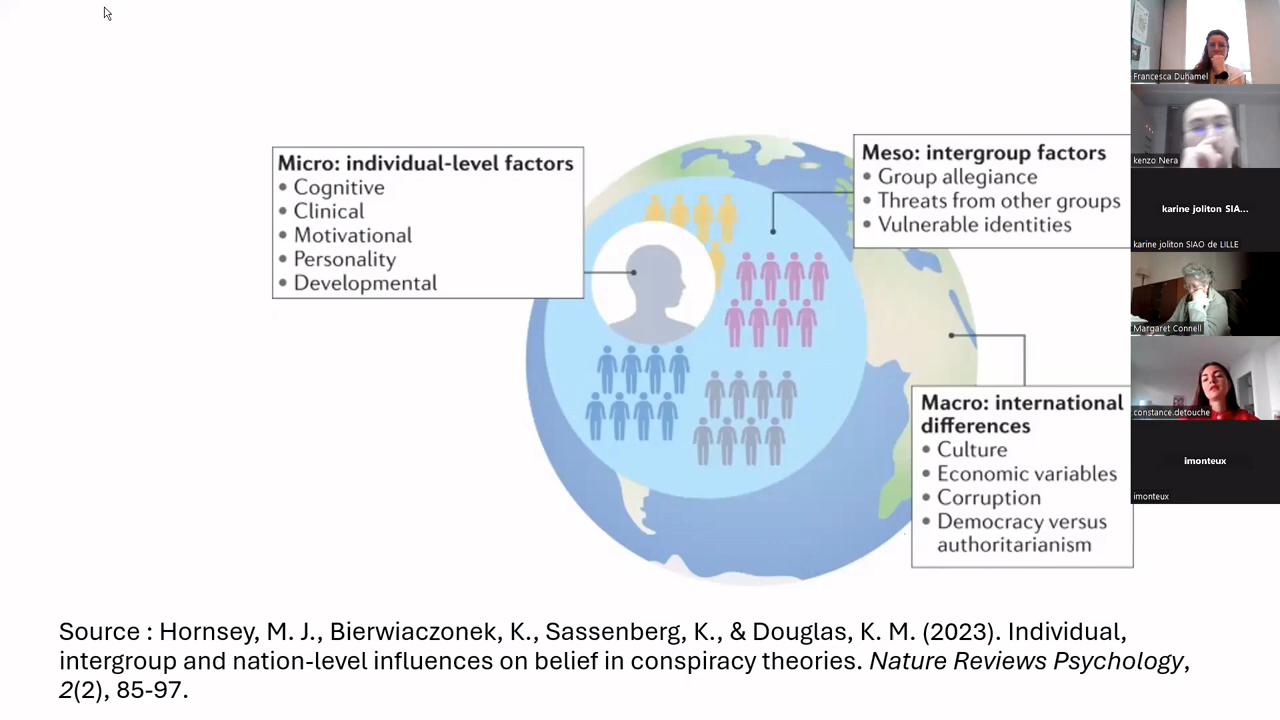 Micro: individual-level factors
• Cognitive
• Clinical
• Motivational
• Personality
• Developmental
Meso: intergroup factors
• Group allegiance
• Threats from other groups
• Vulnerable identities
Macro: international
differences
• Culture
• Economic variables
• Corruption
• Democracy versus
authoritarianism
Source : Hornsey, M. J., Bierwiaczonek, K., Sassenberg, K., & Douglas, K. M. (2023). Individual,
intergroup and nation-level influences on belief in conspiracy theories. Nature Reviews Psychology,
2(2), 85-97.
Francesca Duhamel
kenzo Nera
karine joliton SIA...
karine joliton SIAO de LILLE
Margaret Connell
constance.detouche
imonteux
imonteux